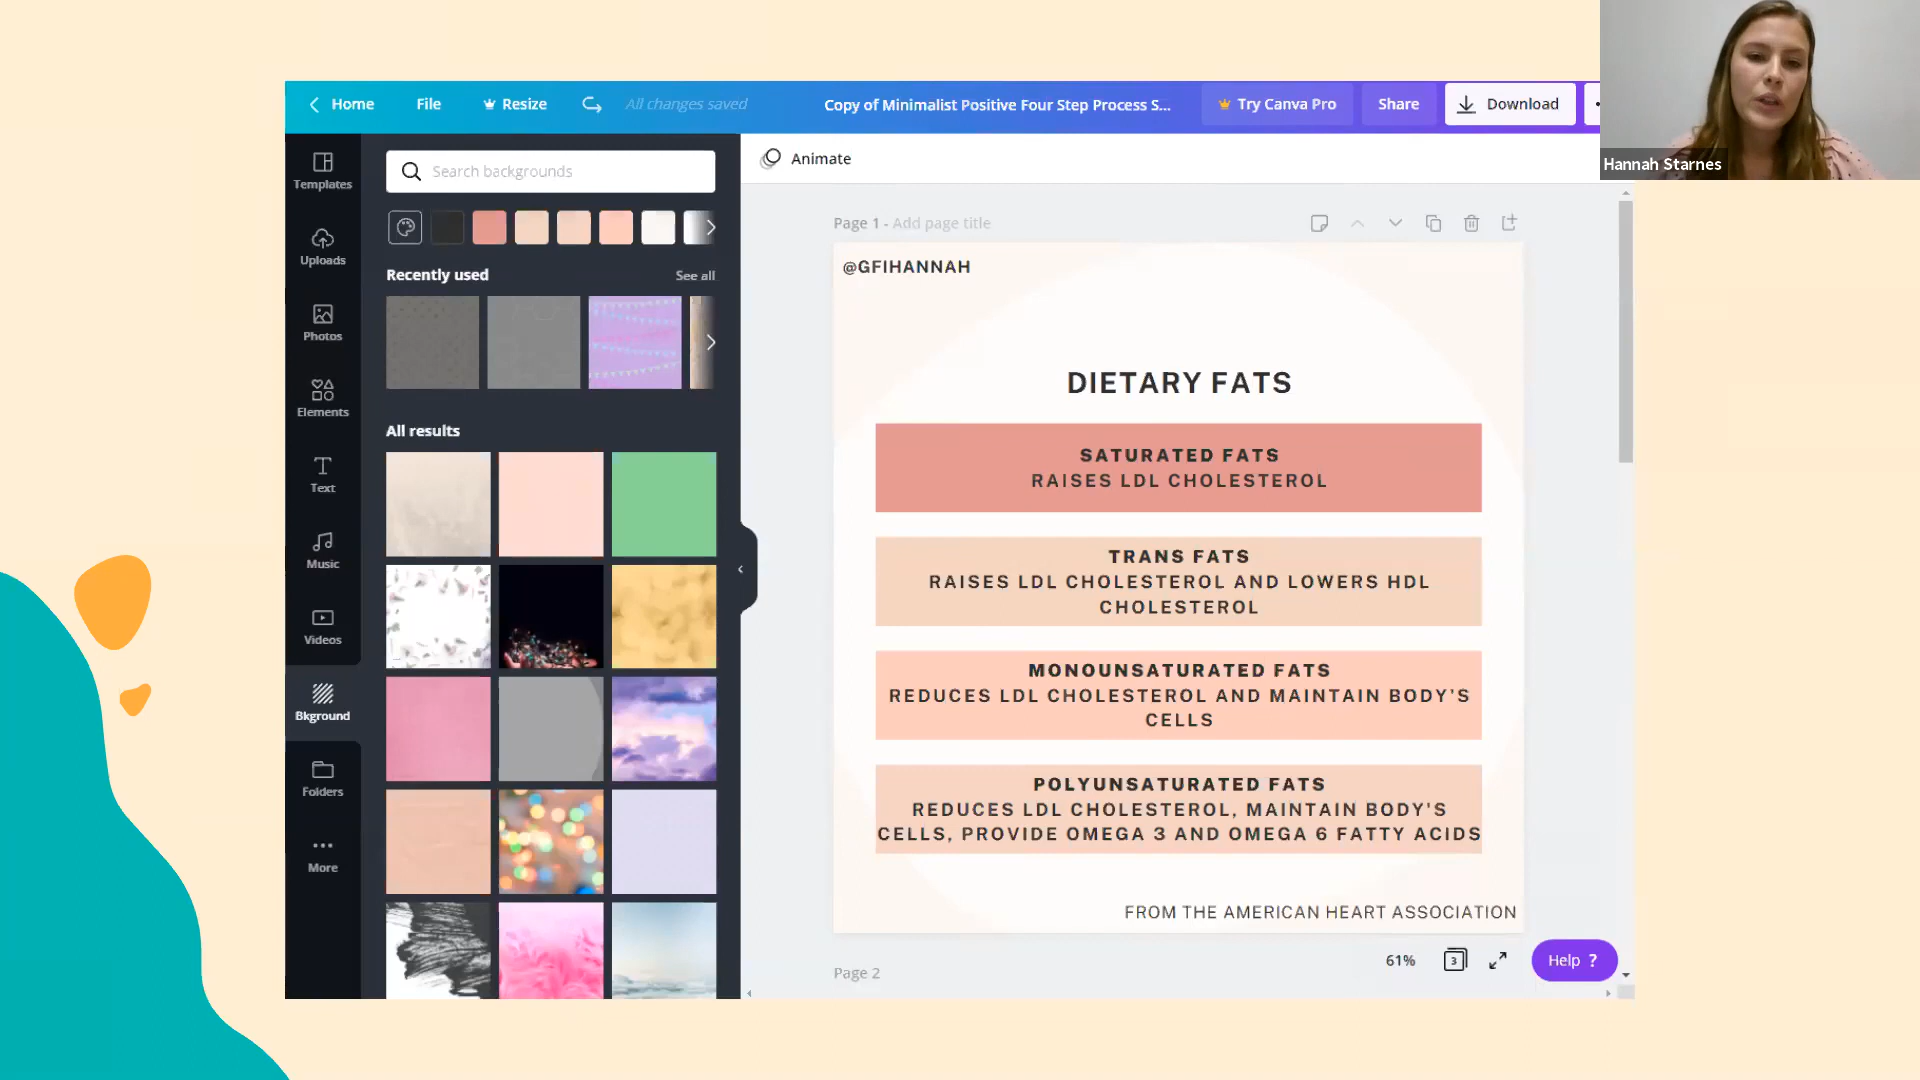 Home File Resize All changes saved Copy of Minimalist Positive Four Step Process S... Try Canva Pro Share Download
Hannah Starnes
Templates
Uploads
Photos
Elements
Text
Music
Videos
Bkground
Folders
More
Search backgrounds
Recently used See all
All results
Animate
Page 1 - Add page title
@GFIHANNAH
DIETARY FATS
SATURATED FATS
RAISES LDL CHOLESTEROL
TRANS FATS
RAISES LDL CHOLESTEROL AND LOWERS HDL
CHOLESTEROL
MONOUNSATURATED FATS
REDUCES LDL CHOLESTEROL AND MAINTAIN BODY'S
CELLS
POLYUNSATURATED FATS
REDUCES LDL CHOLESTEROL, MAINTAIN BODY'S
CELLS, PROVIDE OMEGA 3 AND OMEGA 6 FATTY ACIDS
FROM THE AMERICAN HEART ASSOCIATION
Page 2
61% 3 Help ?